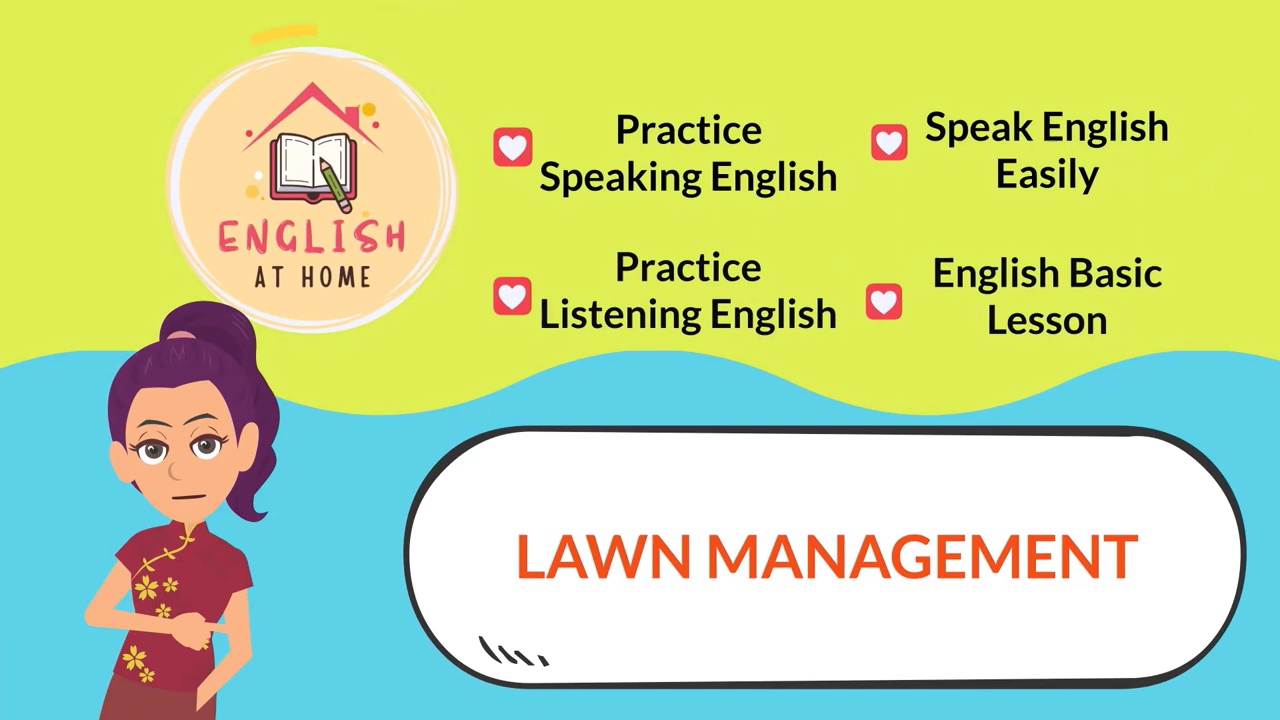 ENGLISH
AT HOME
Practice
Speaking English
Speak English
Easily
Practice
Listening English
English Basic
Lesson
LAWN MANAGEMENT